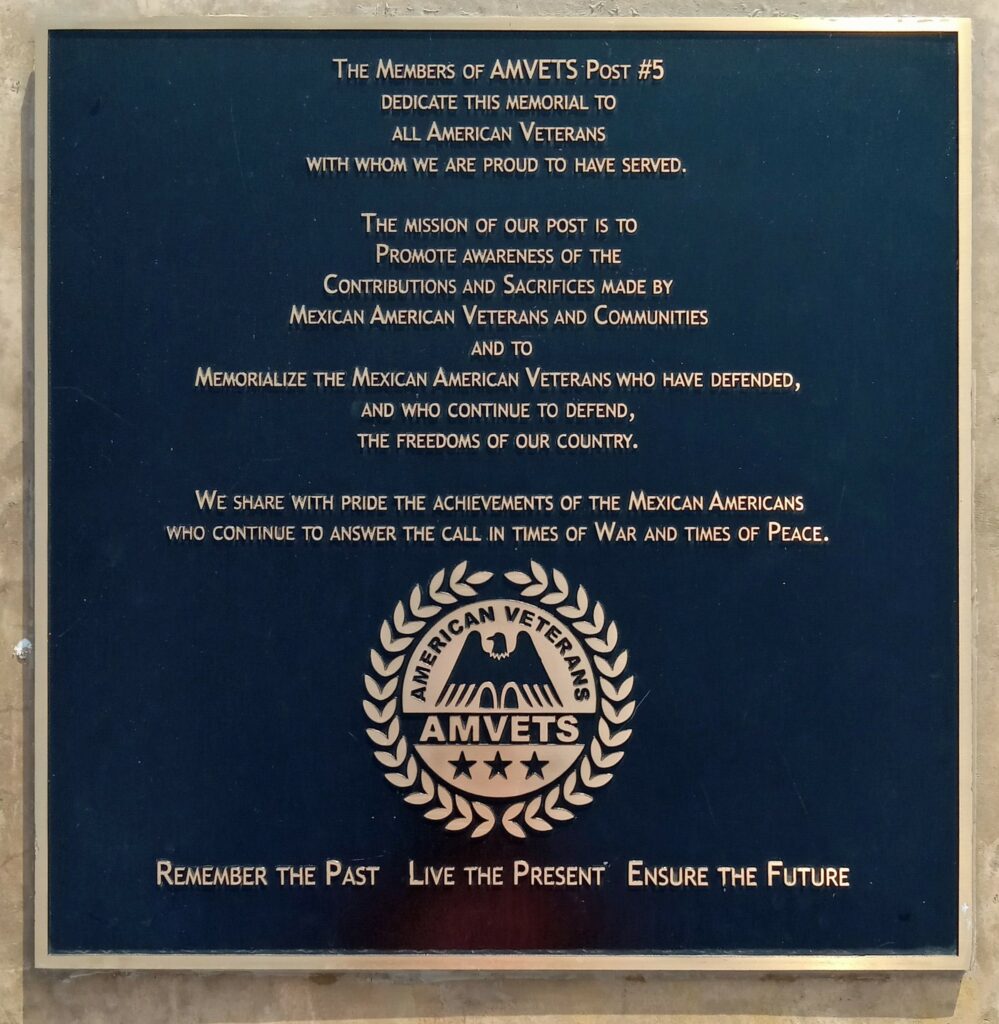 The Members of AMVETS Post #5
dedicate this memorial to
all American Veterans
with whom we are proud to have served.
The mission of our post is to
Promote awareness of the
Contributions and Sacrifices made by
Mexican American Veterans and Communities
and to
Memorialize the Mexican American Veterans who have defended,
and who continue to defend,
the freedoms of our country.
We share with pride the achievements of the Mexican Americans
who continue to answer the call in times of War and times of Peace.
AMERICAN VETERANS
AMVETS
Remember the Past   Live the Present   Ensure the Future